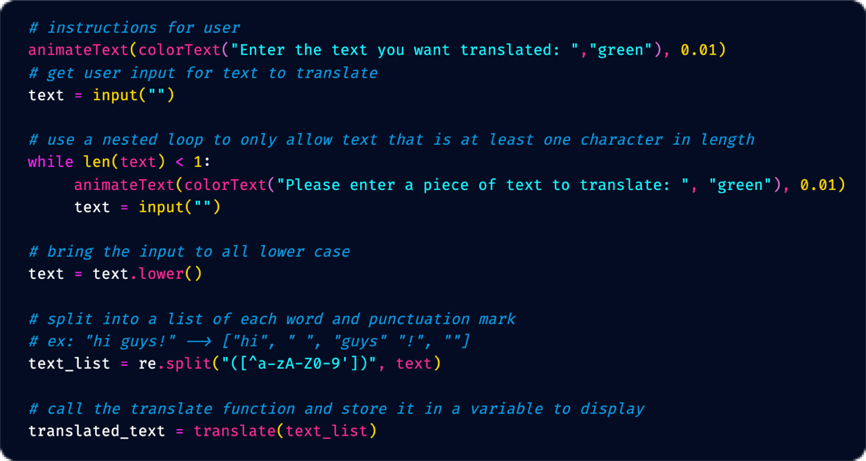 # instructions for user
animateText(colorText("Enter the text you want translated: ","green"), 0.01)
# get user input for text to translate
text = input("")
# use a nested loop to only allow text that is at least one character in length
while len(text) < 1:
animateText(colorText("Please enter a piece of text to translate: ", "green"), 0.01)
text = input("")
# bring the input to all lower case
text = text.lower()
# split into a list of each word and punctuation mark
# ex: "hi guys!" --> ["hi", " ", "guys" "!", ""]
text_list = re.split("([^a-zA-Z0-9'])", text)
# call the translate function and store it in a variable to display
translated_text = translate(text_list)